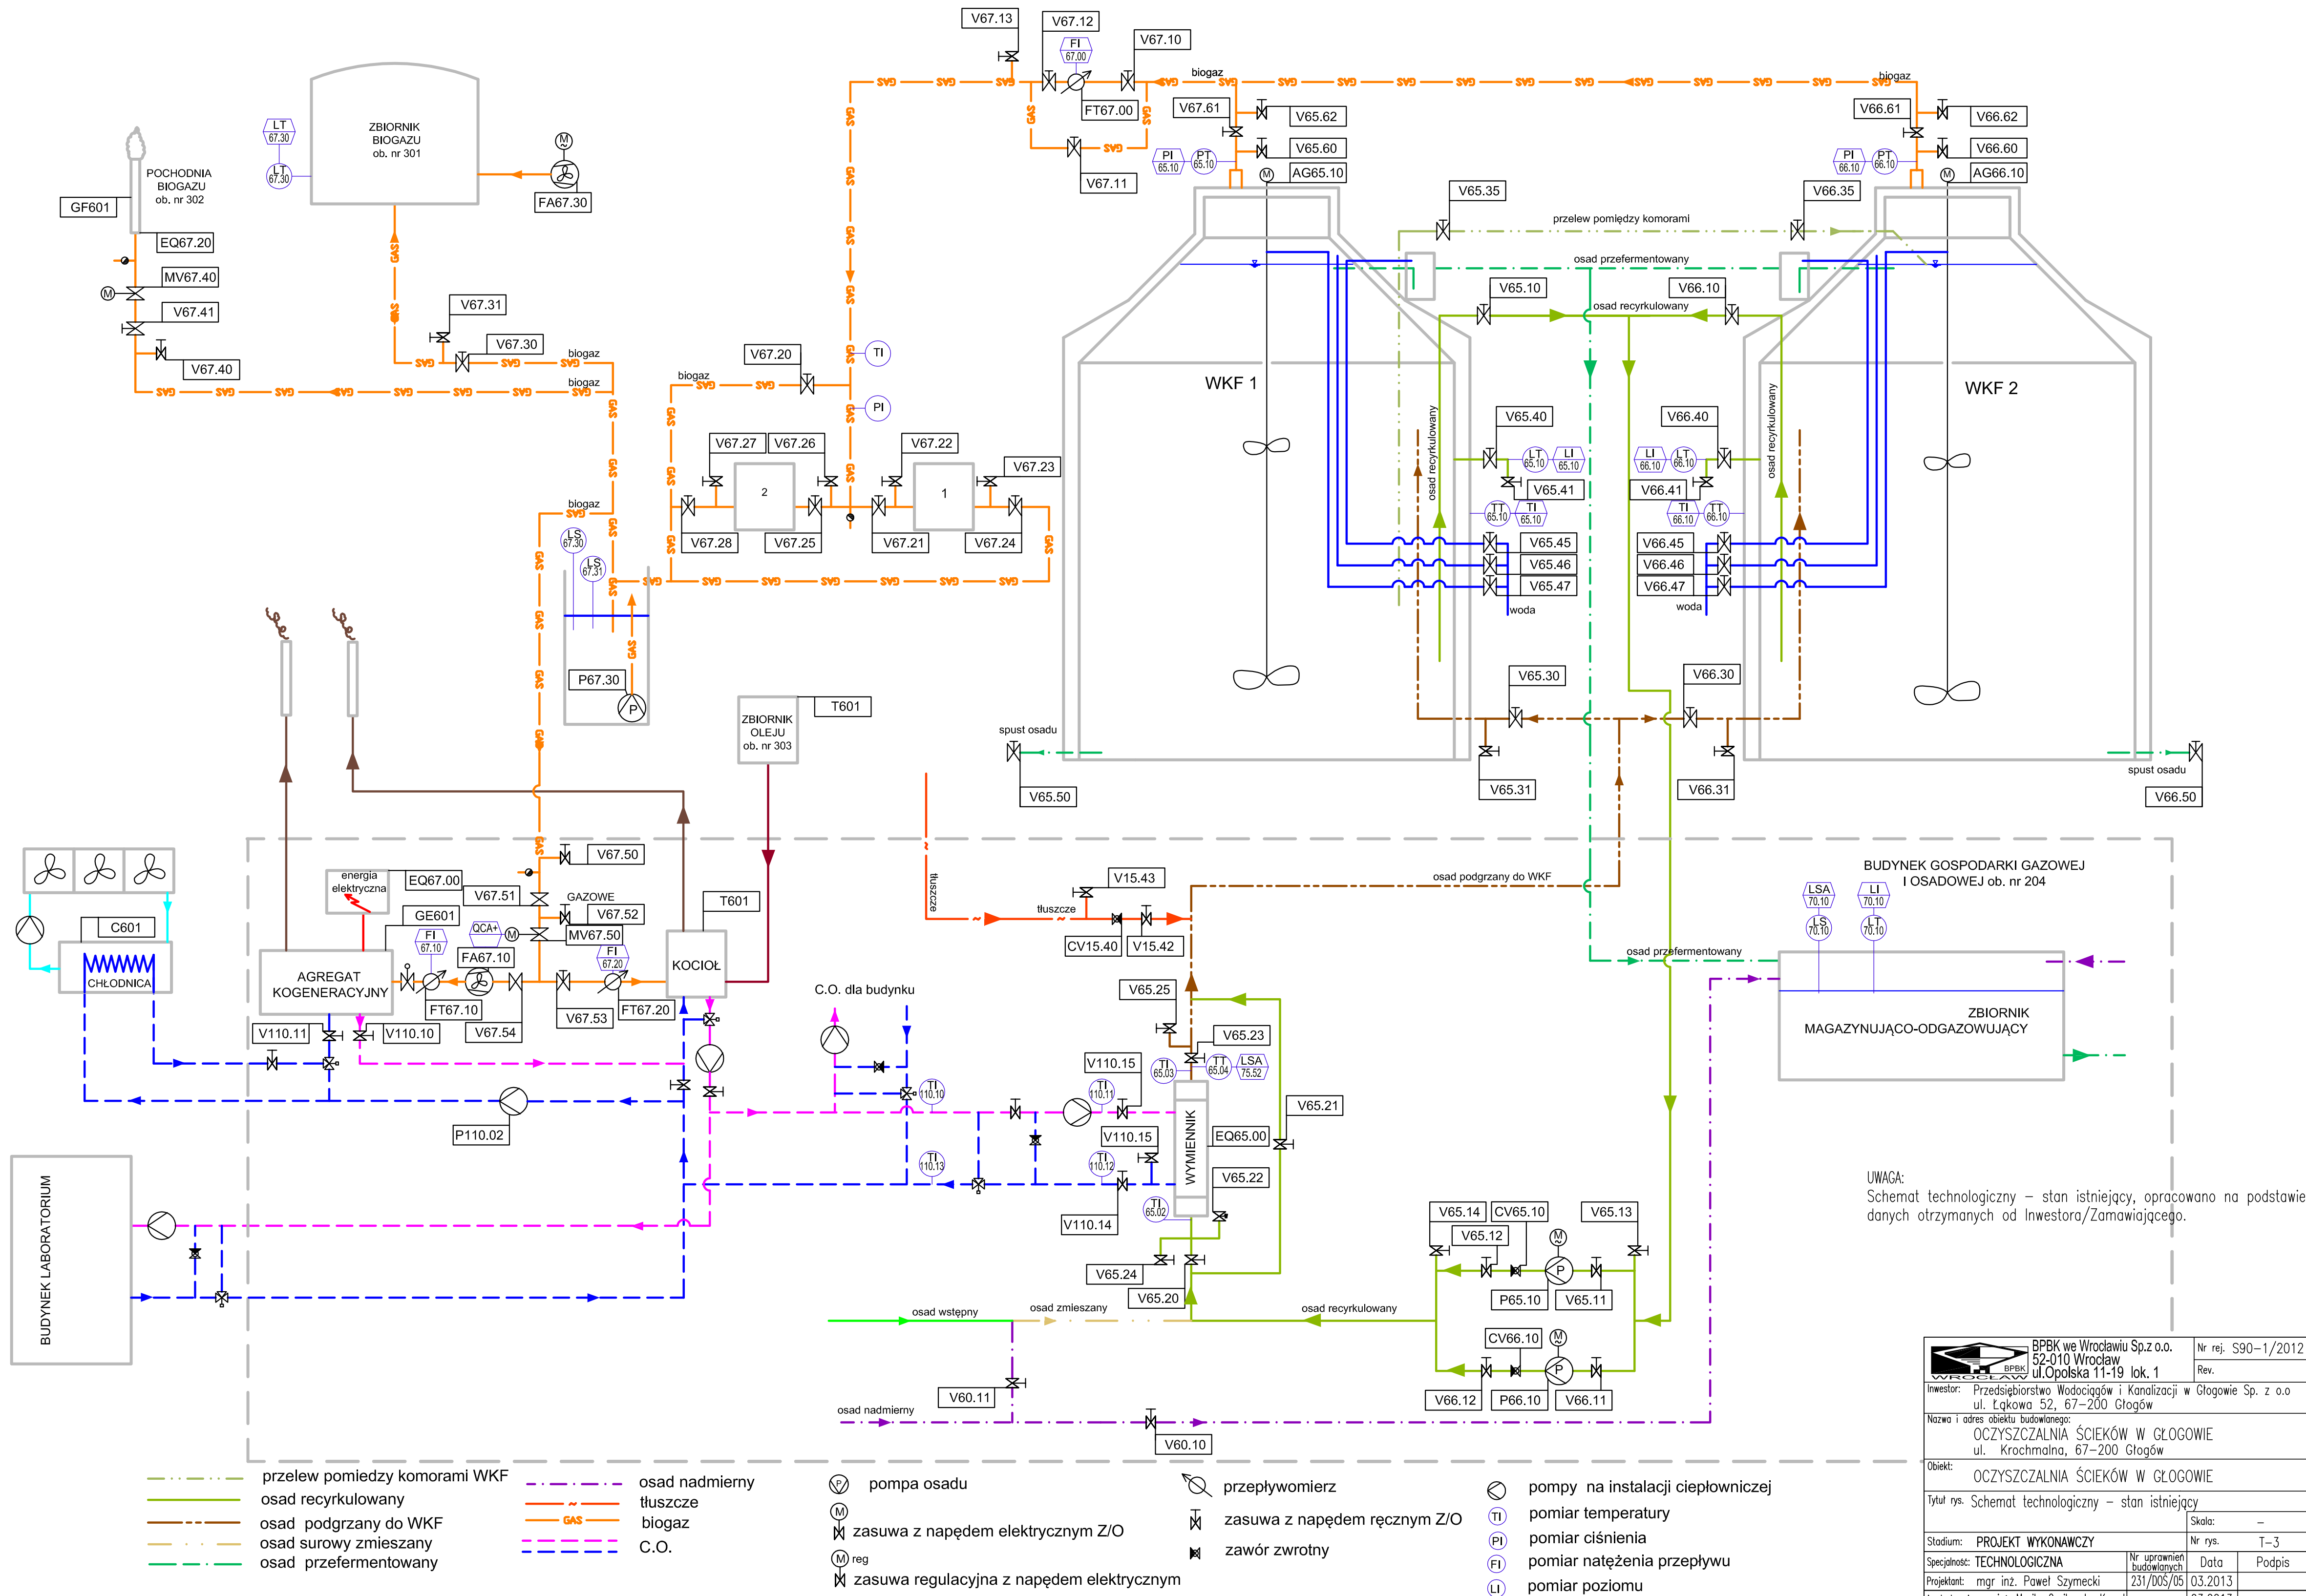 V67.13
V67.12
V67.10
FI
67.00
FT67.00
V67.11
biogaz
V67.61
V65.62
V65.60
PI
65.10
PT
65.10
M
AG65.10
biogaz
V66.61
V66.62
V66.60
PI
66.10
PT
66.10
M
AG66.10
LT
67.30
LT
67.30
ZBIORNIK
BIOGAZU
ob. nr 301
M
FA67.30
POCHODNIA
BIOGAZU
ob. nr 302
GF601
EQ67.20
MV67.40
M
V67.41
V67.40
V67.31
V67.30
biogaz
biogaz
GAS
V67.20
biogaz
TI
PI
V67.27
V67.26
V67.22
V67.23
2
1
V67.28
V67.25
V67.21
V67.24
biogaz
LS
67.30
LS
67.31
P67.30
P
V65.35
V66.35
przelew pomiędzy komorami
osad przefermentowany
V65.10
V66.10
osad recyrkulowany
WKF 1
WKF 2
osad recyrkulowany
osad recyrkulowany
V65.40
V66.40
LT
65.10
LI
65.10
LI
66.10
LT
66.10
V65.41
V66.41
TT
65.10
TI
65.10
TI
66.10
TT
66.10
V65.45
V65.46
V65.47
woda
V66.45
V66.46
V66.47
woda
V65.30
V66.30
V65.31
V66.31
spust osadu
V65.50
spust osadu
V66.50
ZBIORNIK
OLEJU
ob. nr 303
T601
C601
CHŁODNICA
energia
elektryczna
EQ67.00
GE601
V67.50
V67.51
GAZOWE
V67.52
MV67.50
QCA+
M
FI
67.10
FA67.10
FI
67.20
T601
KOCIOŁ
AGREGAT
KOGENERACYJNY
FT67.10
V67.54
V67.53
FT67.20
V110.11
V110.10
P110.02
tłuszcze
tłuszcze
V15.43
CV15.40
V15.42
osad podgrzany do WKF
osad przefermentowany
BUDYNEK GOSPODARKI GAZOWEJ
I OSADOWEJ ob. nr 204
LSA
70.10
LI
70.10
LS
70.10
LT
70.10
ZBIORNIK
MAGAZYNUJĄCO-ODGAZOWUJĄCY
C.O. dla budynku
V65.25
V65.23
TI
65.03
TT
65.04
LSA
75.52
V110.15
TI
110.10
TI
110.11
V65.21
V110.15
EQ65.00
WYMIENNIK
TI
110.13
TI
110.12
V65.22
TI
65.02
V110.14
V65.24
V65.20
BUDYNEK LABORATORIUM
V65.14
CV65.10
V65.13
V65.12
M
P
P65.10
V65.11
CV66.10
M
P
V66.12
P66.10
V66.11
osad wstępny
osad zmieszany
osad recyrkulowany
V60.11
osad nadmierny
V60.10
UWAGA:
Schemat technologiczny – stan istniejący, opracowano na podstawie
danych otrzymanych od Inwestora/Zamawiającego.
przelew pomiedzy komorami WKF
osad recyrkulowany
osad podgrzany do WKF
osad surowy zmieszany
osad przefermentowany
osad nadmierny
tłuszcze
GAS biogaz
C.O.
P pompa osadu
M zasuwa z napędem elektrycznym Z/O
M reg
zasuwa regulacyjna z napędem elektrycznym
przepływomierz
zasuwa z napędem ręcznym Z/O
zawór zwrotny
pompy na instalacji ciepłowniczej
TI pomiar temperatury
PI pomiar ciśnienia
FI pomiar natężenia przepływu
LI pomiar poziomu
BPBK
WROCŁAW
BPBK we Wrocławiu Sp.z o.o.
52-010 Wrocław
ul.Opolska 11-19 lok. 1
Nr rej. S90-1/2012
Rev.
Inwestor: Przedsiębiorstwo Wodociągów i Kanalizacji w Głogowie Sp. z o.o
ul. Łąkowa 52, 67-200 Głogów
Nazwa i adres obiektu budowlanego:
OCZYSZCZALNIA ŚCIEKÓW W GŁOGOWIE
ul. Krochmalna, 67-200 Głogów
Obiekt: OCZYSZCZALNIA ŚCIEKÓW W GŁOGOWIE
Tytuł rys. Schemat technologiczny – stan istniejący
Skala: –
Stadium: PROJEKT WYKONAWCZY
Nr rys. T-3
Specjalność: TECHNOLOGICZNA
Nr uprawnień
budowlanych
Data
Podpis
Projektant: mgr inż. Paweł Szymecki 231/DOŚ/05 03.2013